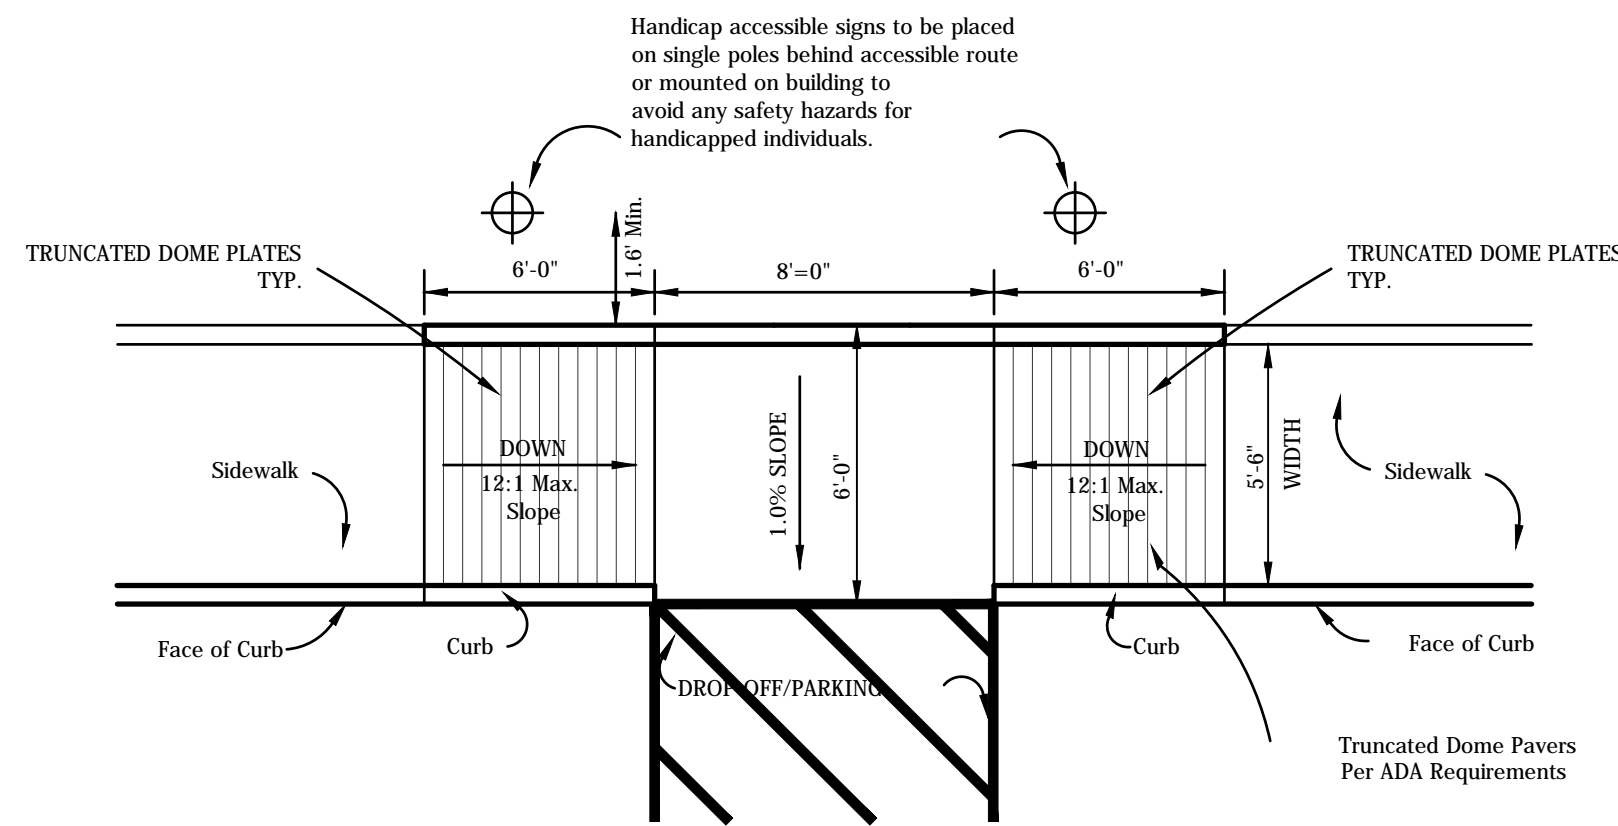 Handicap accessible signs to be placed
on single poles behind accessible route
or mounted on building to
avoid any safety hazards for
handicapped individuals.
TRUNCATED DOME PLATES
TYP.
6'-0"
1.6' Min.
8'=0"
6'-0"
TRUNCATED DOME PLATES
TYP.
Sidewalk
DOWN
12:1 Max.
Slope
1.0% SLOPE
6'-0"
DOWN
12:1 Max.
Slope
5'-6"
WIDTH
Sidewalk
Face of Curb
Curb
DROP OFF/PARKING
Curb
Face of Curb
Truncated Dome Pavers
Per ADA Requirements